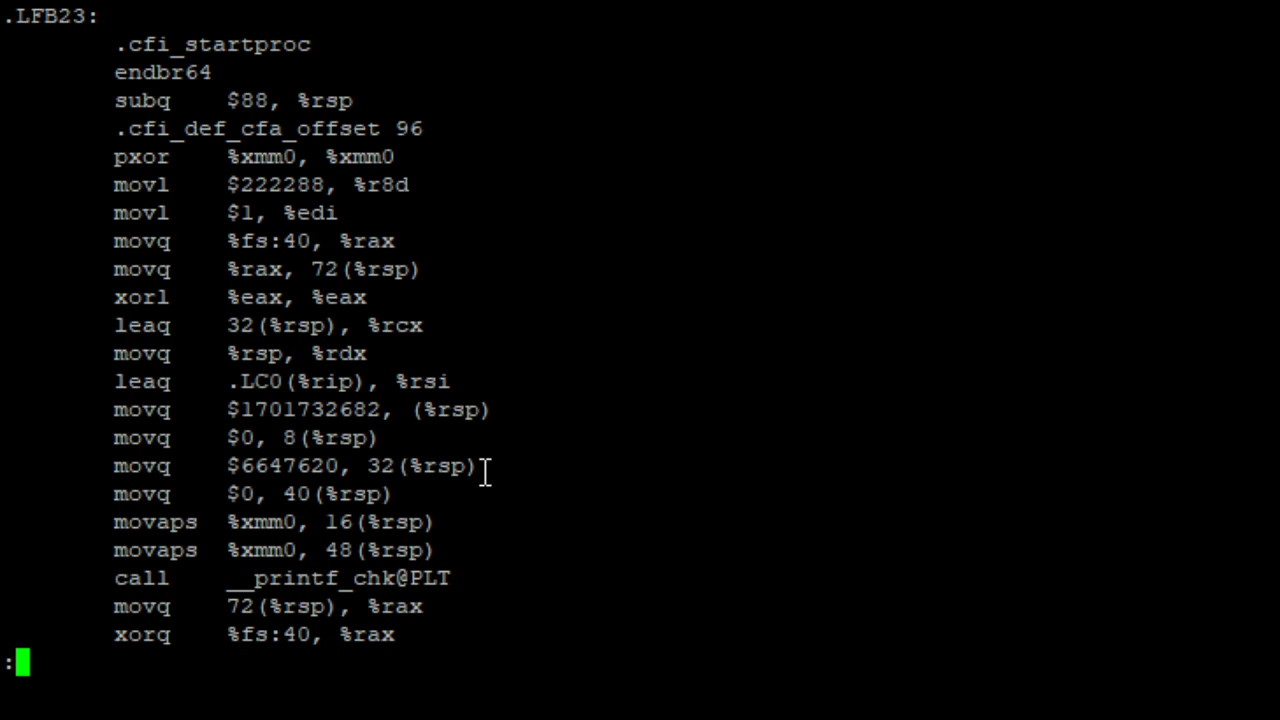 .LFB23:
.cfi_startproc
endbr64
subq $88, %rsp
.cfi_def_cfa_offset 96
pxor %xmm0, %xmm0
movl $222288, %r8d
movl $1, %edi
movq %fs:40, %rax
movq %rax, 72(%rsp)
xorl %eax, %eax
leaq 32(%rsp), %rcx
movq %rsp, %rdx
leaq .LC0(%rip), %rsi
movq $1701732682, (%rsp)
movq $0, 8(%rsp)
movq $6647620, 32(%rsp)
movq $0, 40(%rsp)
movaps %xmm0, 16(%rsp)
movaps %xmm0, 48(%rsp)
call __printf_chk@PLT
movq 72(%rsp), %rax
xorq %fs:40, %rax
: